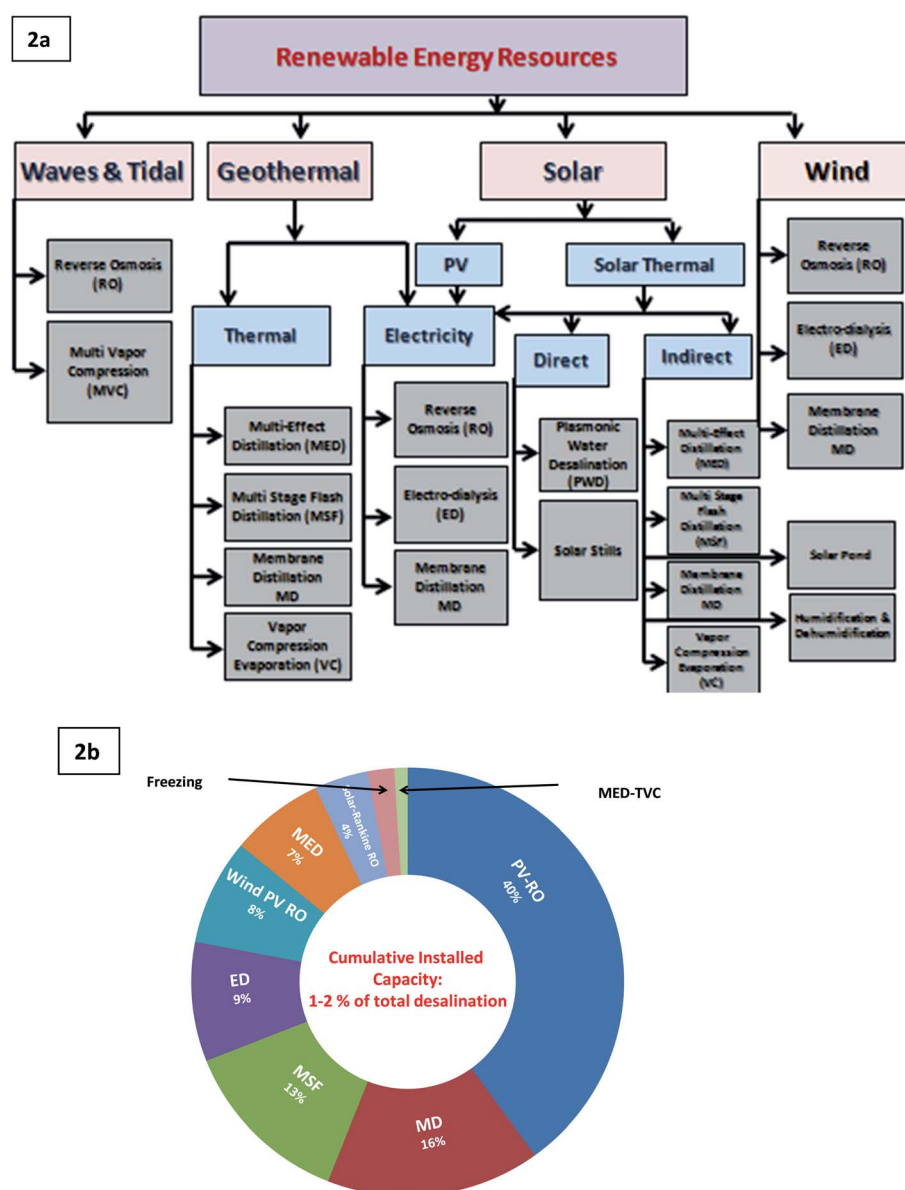 2a
Renewable Energy Resources
Waves & Tidal
Geothermal
Solar
Wind
PV
Solar Thermal
Reverse Osmosis
(RO)
Multi Vapor
Compression
(MVC)
Thermal
Electricity
Direct
Indirect
Reverse
Osmosis (RO)
Electro-dialysis
(ED)
Membrane
Distillation
MD
Multi-Effect
Distillation (MED)
Multi Stage Flash
Distillation (MSF)
Membrane
Distillation
MD
Vapor
Compression
Evaporation (VC)
Reverse
Osmosis (RO)
Electro-dialysis
(ED)
Membrane
Distillation
MD
Plasmonic
Water
Desalination
(PWD)
Solar Stills
Multi-Effect
Distillation
(MED)
Multi Stage
Flash
Distillation
(MSF)
Membrane
Distillation
MD
Vapor
Compression
Evaporation
(VC)
Solar Pond
Humidification &
Dehumidification
2b
Freezing
MED-TVC
Solar-Rankine RO
4%
MED
7%
Wind PV RO
8%
ED
9%
MSF
13%
MD
16%
PV-RO
40%
Cumulative Installed
Capacity:
1-2 % of total desalination